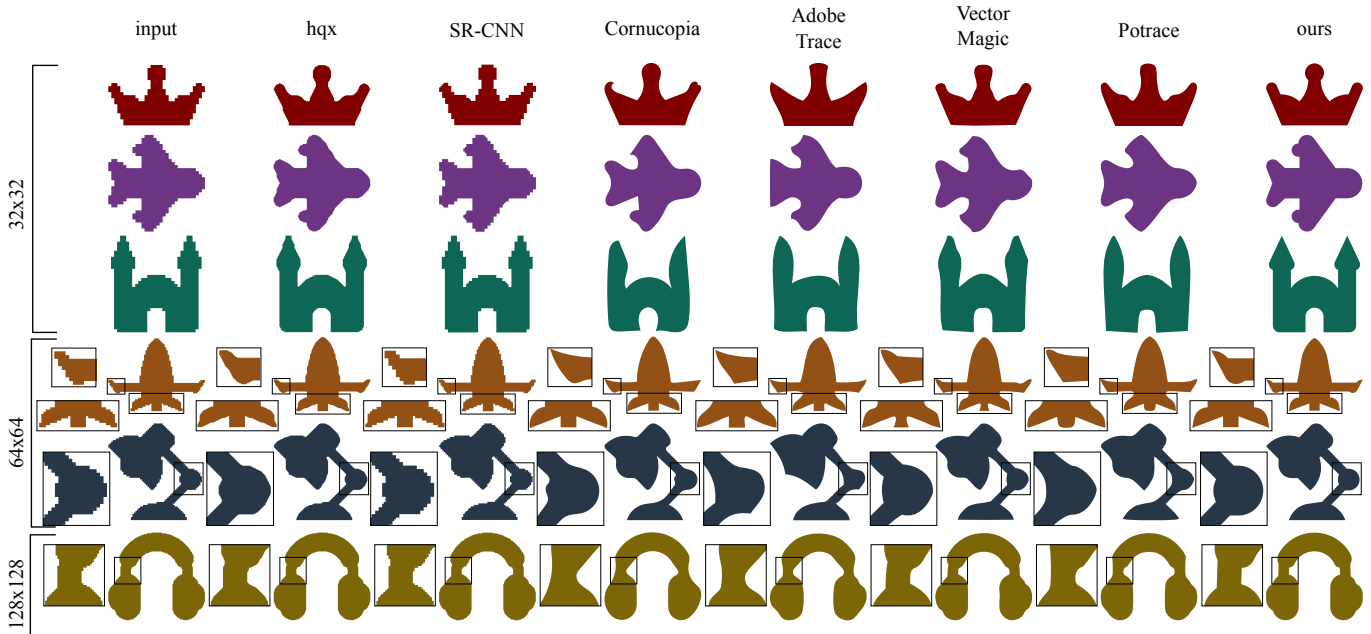 input hqx SR-CNN Cornucopia Adobe Trace Vector Magic Potrace ours
32x32
64x64
128x128